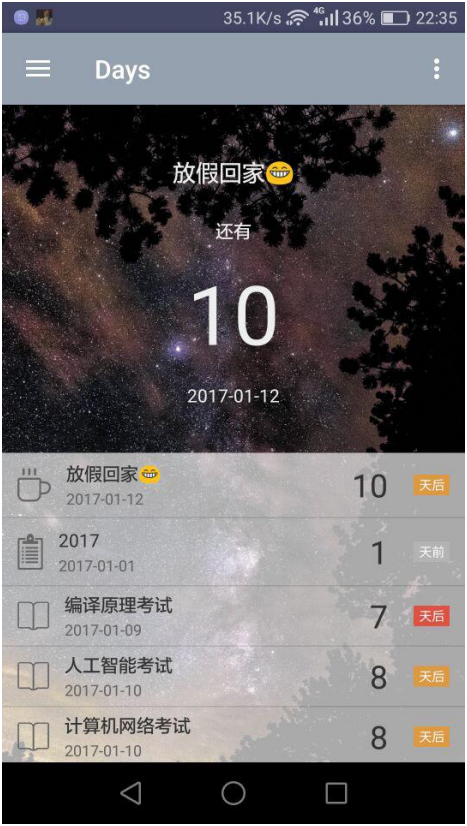 35.1K/s 4G 36% 22:35
Days
放假回家😁
还有
10
2017-01-12
放假回家😁
2017-01-12
10 天后
2017
2017-01-01
1 天前
编译原理考试
2017-01-09
7 天后
人工智能考试
2017-01-10
8 天后
计算机网络考试
2017-01-10
8 天后